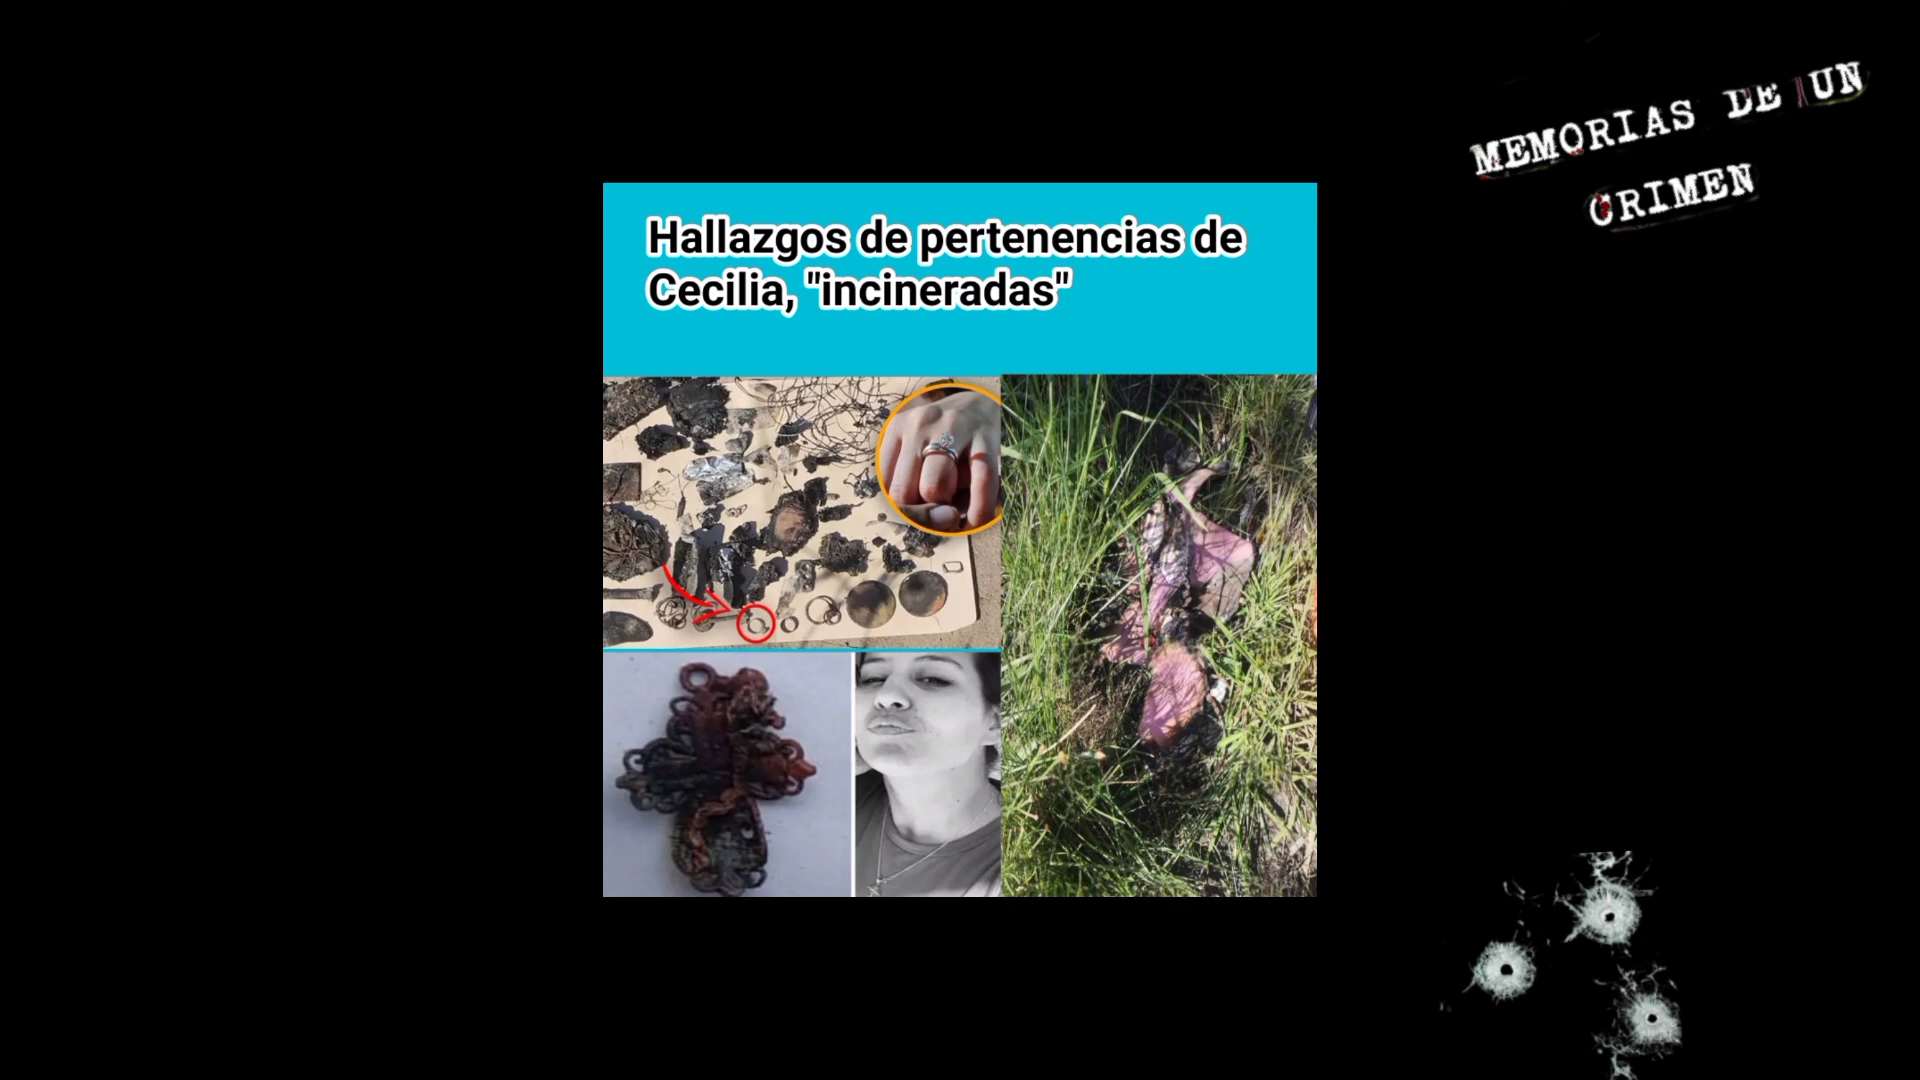 MEMORIAS DE UN
CRIMEN
Hallazgos de pertenencias de
Cecilia, "incineradas"